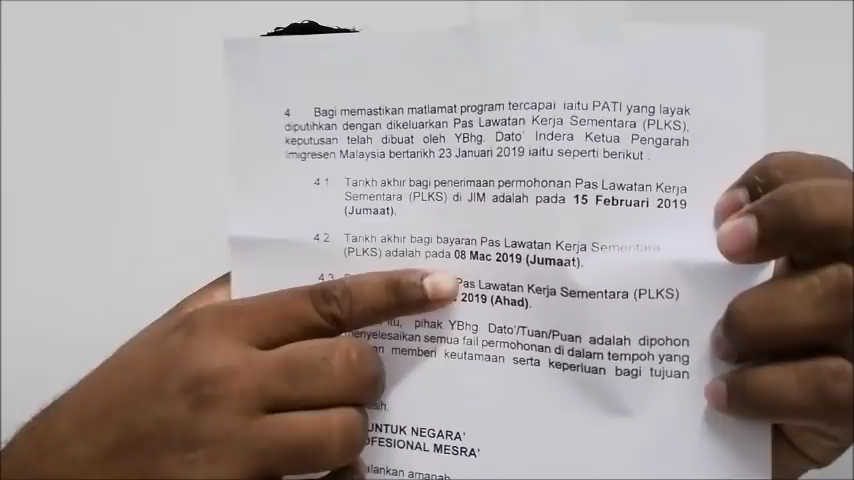 4 Bagi memastikan matlamat program tercapai iaitu PATI yang layak
diputihkan dengan dikeluarkan Pas Lawatan Kerja Sementara (PLKS),
keputusan telah dibuat oleh YBhg. Dato' Indera Ketua Pengarah
Imigresen Malaysia bertarikh 23 Januari 2019 iaitu seperti berikut :
4.1 Tarikh akhir bagi penerimaan permohonan Pas Lawatan Kerja
Sementara (PLKS) di JIM adalah pada 15 Februari 2019
(Jumaat).
4.2 Tarikh akhir bagi bayaran Pas Lawatan Kerja Sementara
(PLKS) adalah pada 08 Mac 2019 (Jumaat).
4.3 Pas Lawatan Kerja Sementara (PLKS)
2019 (Ahad).
pihak YBhg. Dato'/Tuan/Puan adalah dipohon
menyelesaikan semua fail permohonan di dalam tempoh yang
memberi keutamaan serta keperluan bagi tujuan
UNTUK NEGARA'
MESRA'
amanah